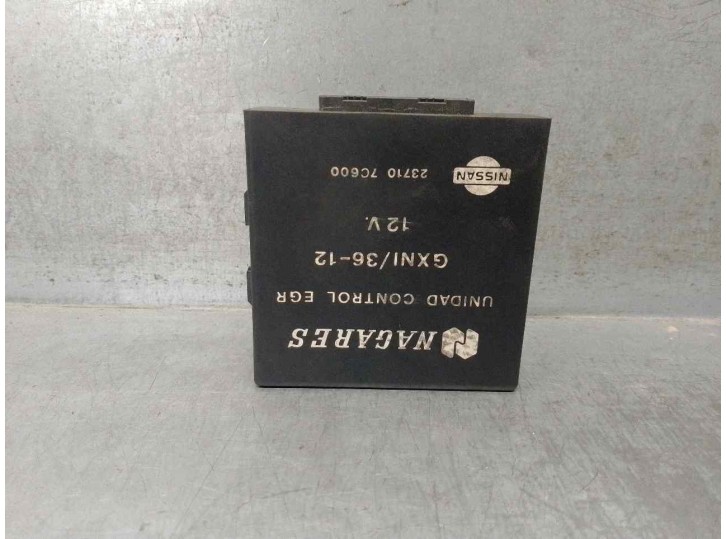 NAGARES
UNIDAD CONTROL EGR
GXNI/36-12
12 V.
NISSAN 23710 7C600